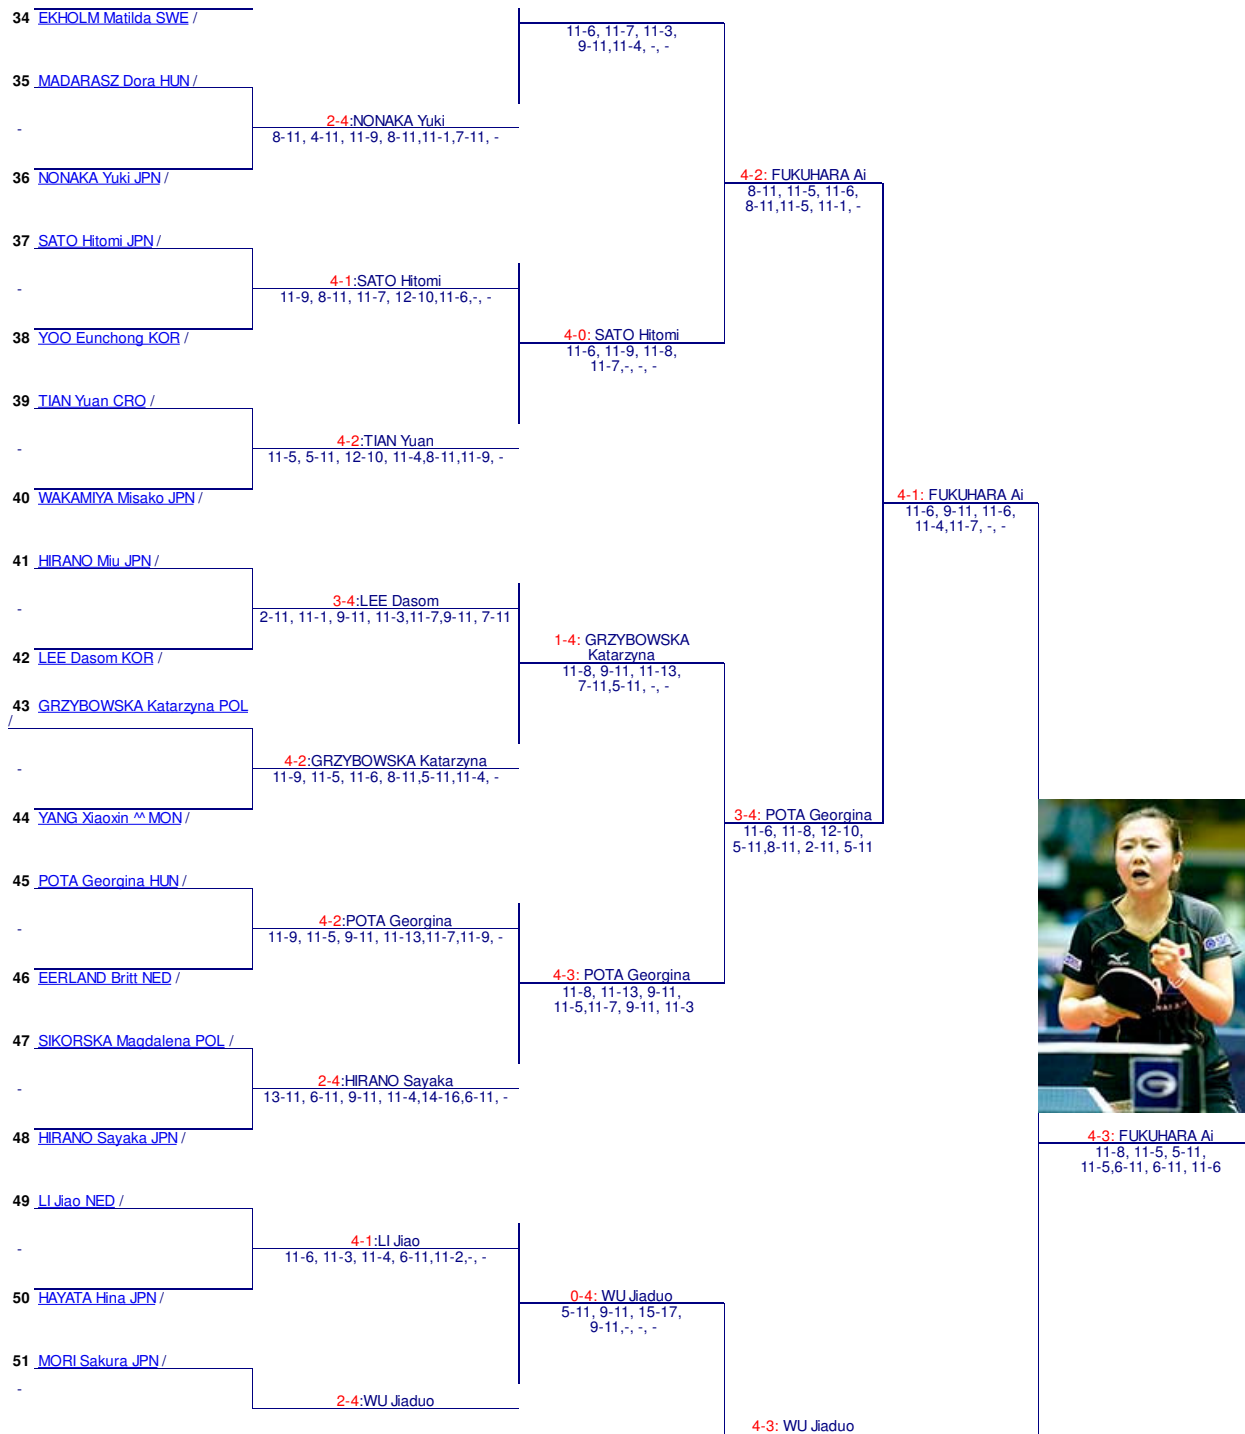 34 EKHOLM Matilda SWE /
11-6, 11-7, 11-3,
9-11,11-4, -, -
35 MADARASZ Dora HUN /
-
2-4:NONAKA Yuki
8-11, 4-11, 11-9, 8-11,11-1,7-11, -
36 NONAKA Yuki JPN /
4-2: FUKUHARA Ai
8-11, 11-5, 11-6,
8-11,11-5, 11-1, -
37 SATO Hitomi JPN /
-
4-1:SATO Hitomi
11-9, 8-11, 11-7, 12-10,11-6,-, -
38 YOO Eunchong KOR /
4-0: SATO Hitomi
11-6, 11-9, 11-8,
11-7,-, -, -
39 TIAN Yuan CRO /
-
4-2:TIAN Yuan
11-5, 5-11, 12-10, 11-4,8-11,11-9, -
40 WAKAMIYA Misako JPN /
4-1: FUKUHARA Ai
11-6, 9-11, 11-6,
11-4,11-7, -, -
41 HIRANO Miu JPN /
-
3-4:LEE Dasom
2-11, 11-1, 9-11, 11-3,11-7,9-11, 7-11
42 LEE Dasom KOR /
1-4: GRZYBOWSKA
Katarzyna
11-8, 9-11, 11-13,
7-11,5-11, -, -
43 GRZYBOWSKA Katarzyna POL
/
-
4-2:GRZYBOWSKA Katarzyna
11-9, 11-5, 11-6, 8-11,5-11,11-4, -
44 YANG Xiaoxin ^^ MON /
3-4: POTA Georgina
11-6, 11-8, 12-10,
5-11,8-11, 2-11, 5-11
45 POTA Georgina HUN /
-
4-2:POTA Georgina
11-9, 11-5, 9-11, 11-13,11-7,11-9, -
46 EERLAND Britt NED /
4-3: POTA Georgina
11-8, 11-13, 9-11,
11-5,11-7, 9-11, 11-3
47 SIKORSKA Magdalena POL /
-
2-4:HIRANO Sayaka
13-11, 6-11, 9-11, 11-4,14-16,6-11, -
48 HIRANO Sayaka JPN /
4-3: FUKUHARA Ai
11-8, 11-5, 5-11,
11-5,6-11, 6-11, 11-6
49 LI Jiao NED /
-
4-1:LI Jiao
11-6, 11-3, 11-4, 6-11,11-2,-, -
50 HAYATA Hina JPN /
0-4: WU Jiaduo
5-11, 9-11, 15-17,
9-11,-, -, -
51 MORI Sakura JPN /
-
2-4:WU Jiaduo
4-3: WU Jiaduo